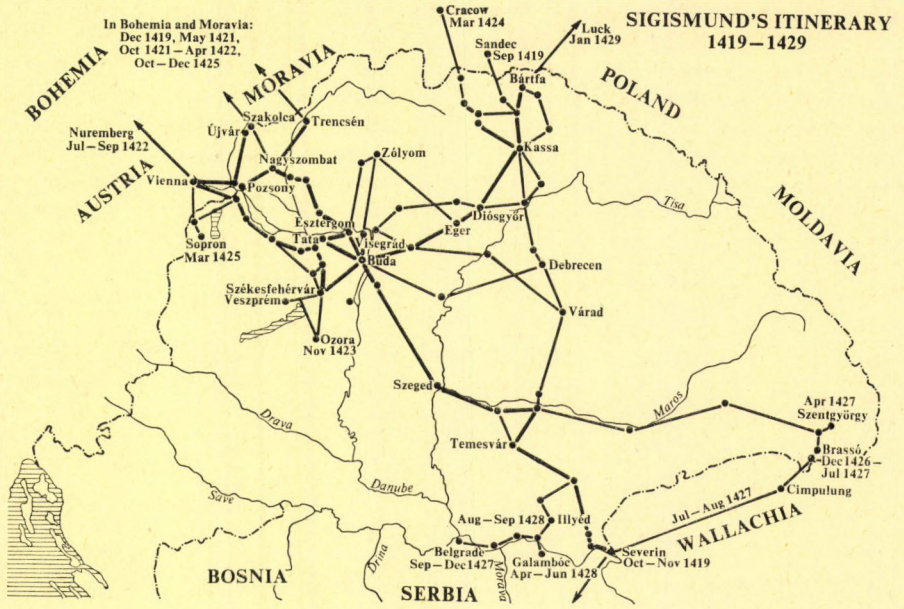 SIGISMUND'S ITINERARY
1419–1429
In Bohemia and Moravia:
Dec 1419, May 1421,
Oct 1421–Apr 1422,
Oct–Dec 1425
Cracow
Mar 1424
Sandec
Sep 1419
Luck
Jan 1429
BOHEMIA
MORAVIA
POLAND
Bártfa
Szakolca
Újvár
Trencsén
Nuremberg
Jul–Sep 1422
Kassa
Nagyszombat
Zólyom
Vienna
Pozsony
AUSTRIA
MOLDAVIA
Tisa
Diósgyőr
Esztergom
Eger
Tata
Visegrád
Sopron
Mar 1425
Buda
Debrecen
Székesfehérvár
Veszprém
Várad
Ozora
Nov 1423
Szeged
Maros
Apr 1427
Szentgyörgy
Drava
Temesvár
Brassó
Dec 1426–
Jul 1427
Danube
Save
Cimpulung
Jul–Aug 1427
WALLACHIA
Aug–Sep 1428
Illyéd
Belgrade
Sep–Dec 1427
Galambóc
Apr–Jun 1428
Severin
Oct–Nov 1419
Drina
Morava
BOSNIA
SERBIA